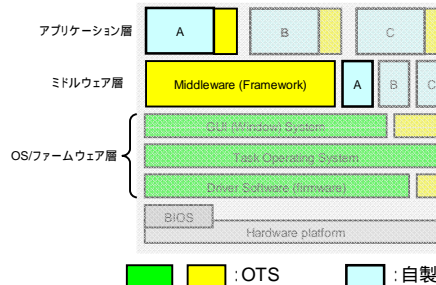 アプリケーション層 A B C
ミドルウェア層 Middleware (Framework) A B C
GUI (Window) System
OS/ファームウェア層 Task Operating System
Driver Software (firmware)
BIOS
Hardware platform
: OTS : 自製